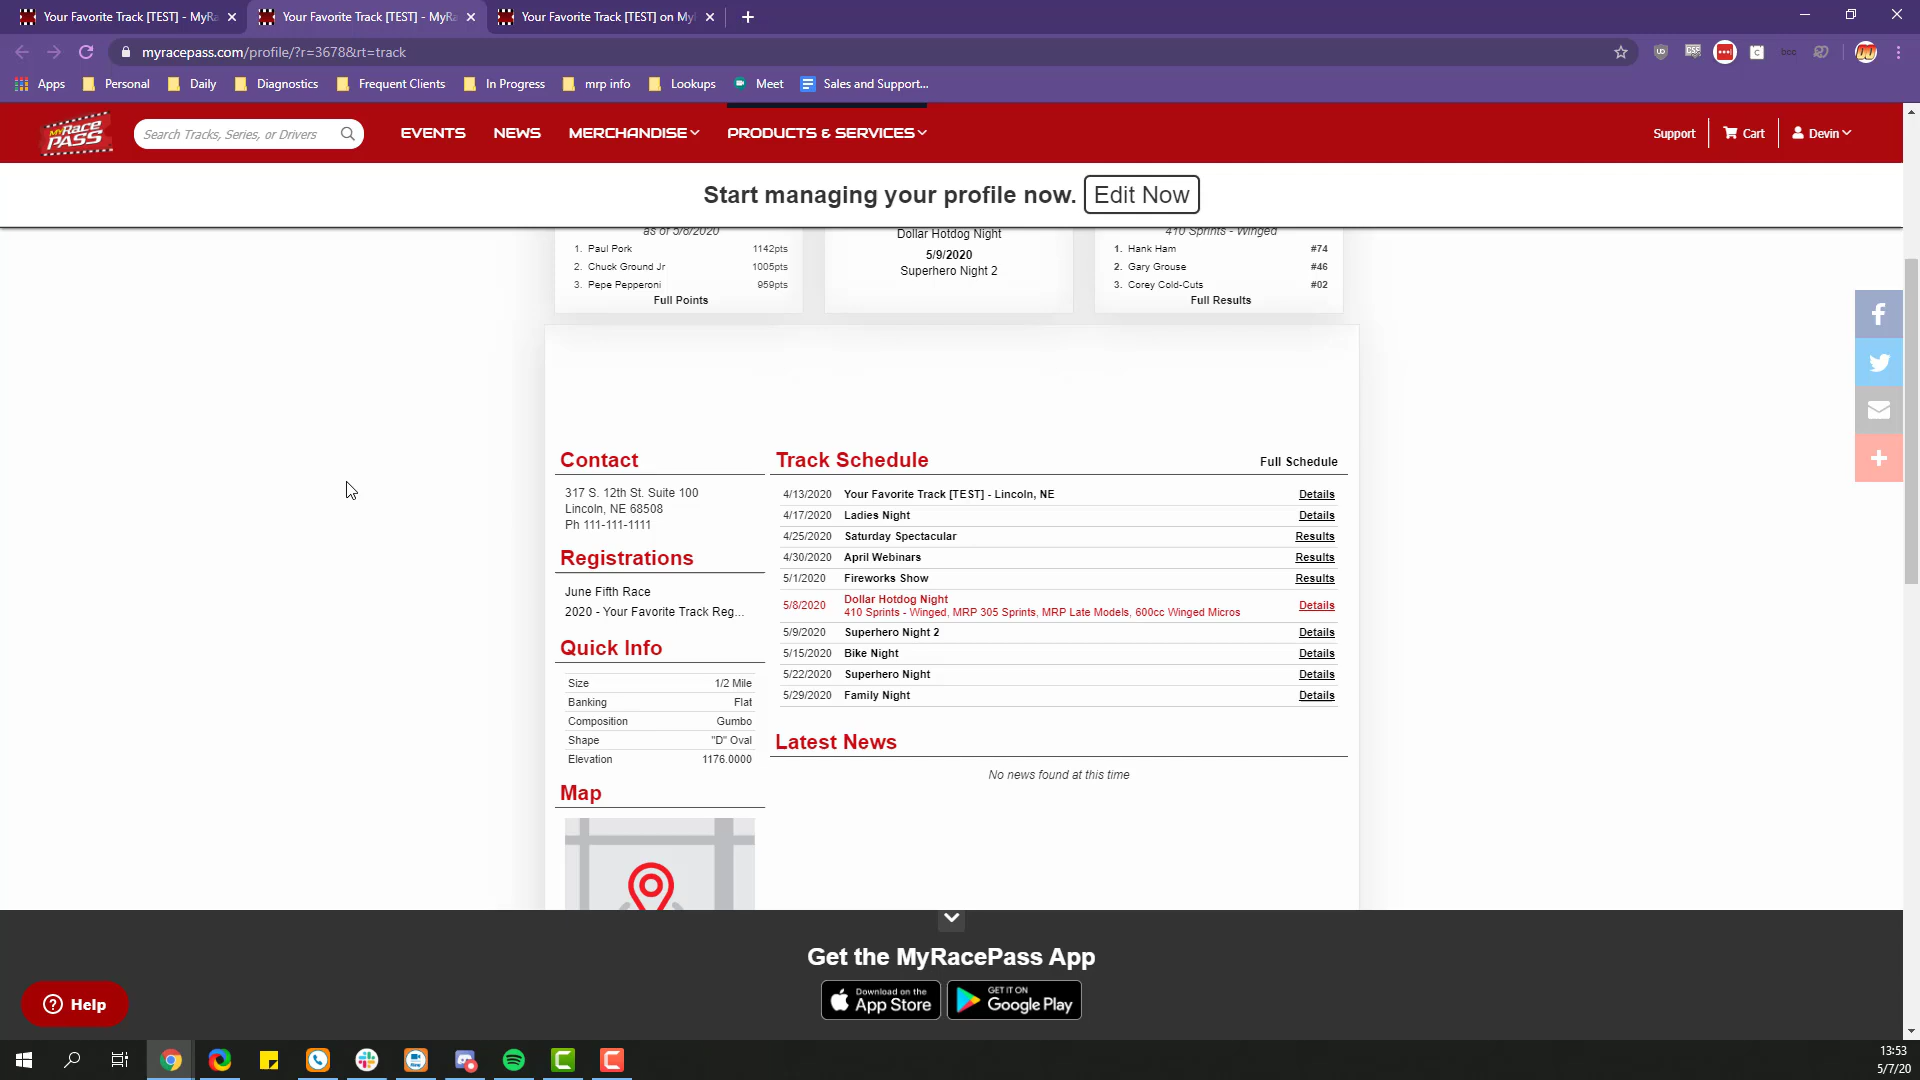 Your Favorite Track [TEST] - MyRa
Your Favorite Track [TEST] - MyRa
Your Favorite Track [TEST] on My
myracepass.com/profile/?r=3678&rt=track
Apps
Personal
Daily
Diagnostics
Frequent Clients
In Progress
mrp info
Lookups
Meet
Sales and Support...
MyRace PASS
Search Tracks, Series, or Drivers
EVENTS
NEWS
MERCHANDISE
PRODUCTS & SERVICES
Support
Cart
Devin
Start managing your profile now. Edit Now
as of 5/8/2020
1. Paul Pork 1142pts
2. Chuck Ground Jr 1005pts
3. Pepe Pepperoni 959pts
Full Points
Dollar Hotdog Night
5/9/2020
Superhero Night 2
410 Sprints - Winged
1. Hank Ham #74
2. Gary Grouse #46
3. Corey Cold-Cuts #02
Full Results
Contact
317 S. 12th St. Suite 100
Lincoln, NE 68508
Ph 111-111-1111
Registrations
June Fifth Race
2020 - Your Favorite Track Reg...
Quick Info
Size 1/2 Mile
Banking Flat
Composition Gumbo
Shape "D" Oval
Elevation 1176.0000
Map
Track Schedule Full Schedule
4/13/2020 Your Favorite Track [TEST] - Lincoln, NE Details
4/17/2020 Ladies Night Details
4/25/2020 Saturday Spectacular Results
4/30/2020 April Webinars Results
5/1/2020 Fireworks Show Results
5/8/2020 Dollar Hotdog Night Details
410 Sprints - Winged, MRP 305 Sprints, MRP Late Models, 600cc Winged Micros
5/9/2020 Superhero Night 2 Details
5/15/2020 Bike Night Details
5/22/2020 Superhero Night Details
5/29/2020 Family Night Details
Latest News
No news found at this time
Get the MyRacePass App
Download on the
App Store
GET IT ON
Google Play
Help
13:53
5/7/20